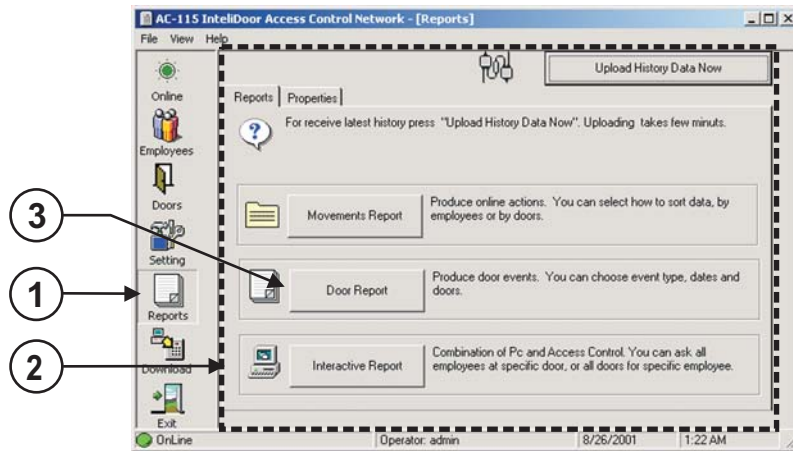 AC-115 InteliDoor Access Control Network - [Reports]
File View Help
Online
Employees
Doors
Setting
Reports
Download
Exit
Upload History Data Now
Reports Properties
For receive latest history press "Upload History Data Now". Uploading takes few minuts.
Movements Report
Produce online actions. You can select how to sort data, by
employees or by doors.
Door Report
Produce door events. You can choose event type, dates and
doors.
Interactive Report
Combination of Pc and Access Control. You can ask all
employees at specific door, or all doors for specific employee.
OnLine Operator: admin 8/26/2001 1:22 AM
3
1
2